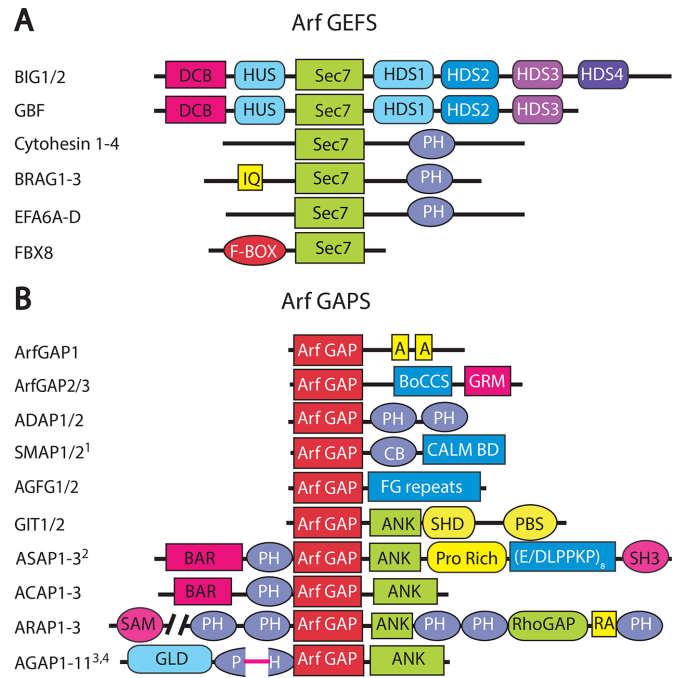 A Arf GEFS
BIG1/2 DCB HUS Sec7 HDS1 HDS2 HDS3 HDS4
GBF DCB HUS Sec7 HDS1 HDS2 HDS3
Cytohesin 1-4 Sec7 PH
BRAG1-3 IQ Sec7 PH
EFA6A-D Sec7 PH
FBX8 F-BOX Sec7
B Arf GAPS
ArfGAP1 Arf GAP A A
ArfGAP2/3 Arf GAP BoCCS GRM
ADAP1/2 Arf GAP PH PH
SMAP1/2¹ Arf GAP CB CALM BD
AGFG1/2 Arf GAP FG repeats
GIT1/2 Arf GAP ANK SHD PBS
ASAP1-3² BAR PH Arf GAP ANK Pro Rich (E/DLPPKP)₈ SH3
ACAP1-3 BAR PH Arf GAP ANK
ARAP1-3 SAM PH PH Arf GAP ANK PH PH RhoGAP RA PH
AGAP1-11³,⁴ GLD P H Arf GAP ANK